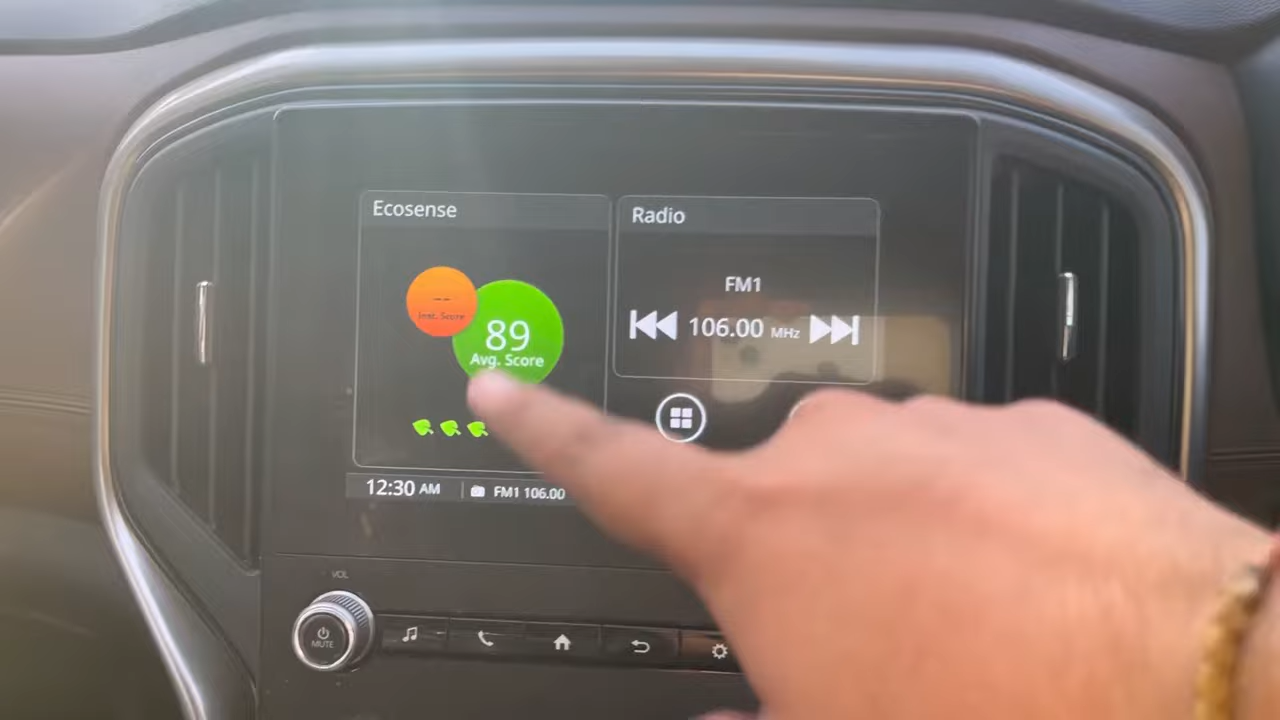 Ecosense
--
Inst. Score
89
Avg. Score
Radio
FM1
106.00 MHz
12:30 AM
FM1 106.00
VOL
MUTE